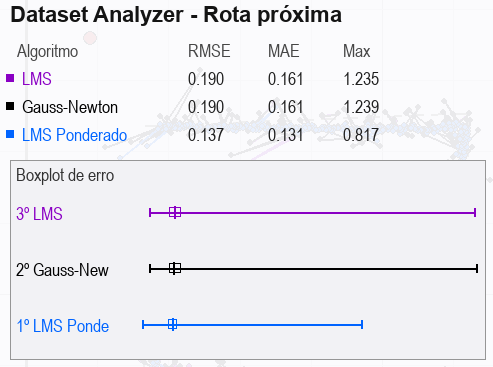 Dataset Analyzer - Rota próxima
Algoritmo RMSE MAE Max
LMS 0.190 0.161 1.235
Gauss-Newton 0.190 0.161 1.239
LMS Ponderado 0.137 0.131 0.817
Boxplot de erro
3º LMS
2º Gauss-New
1º LMS Ponde